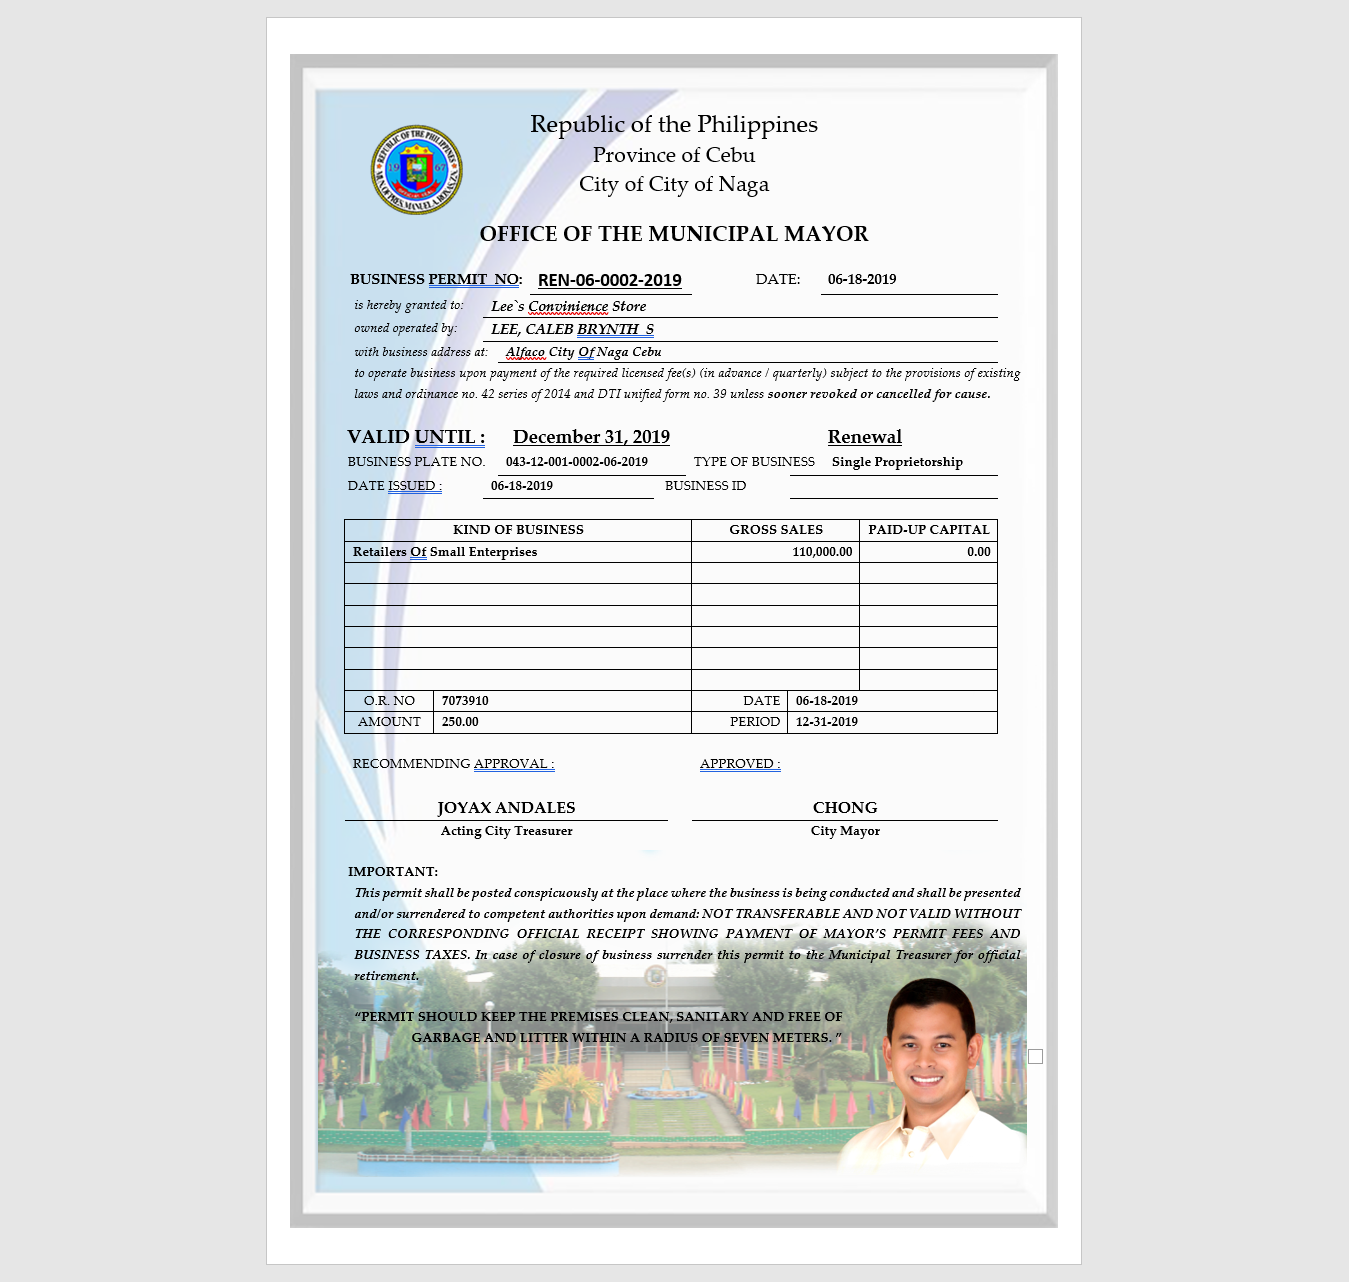 Republic of the Philippines
Province of Cebu
City of City of Naga
REPUBLIC OF THE PHILIPPINES
1967
MUN. OF PRES. MANUEL A. ROXAS, Z.N.
OFFICE OF THE MUNICIPAL MAYOR
BUSINESS PERMIT NO: REN-06-0002-2019 DATE: 06-18-2019
is hereby granted to: Lee`s Convinience Store
owned operated by: LEE, CALEB BRYNTH S
with business address at: Alfaco City Of Naga Cebu
to operate business upon payment of the required licensed fee(s) (in advance / quarterly) subject to the provisions of existing
laws and ordinance no. 42 series of 2014 and DTI unified form no. 39 unless sooner revoked or cancelled for cause.
VALID UNTIL : December 31, 2019 Renewal
BUSINESS PLATE NO. 043-12-001-0002-06-2019 TYPE OF BUSINESS Single Proprietorship
DATE ISSUED : 06-18-2019 BUSINESS ID
KIND OF BUSINESS GROSS SALES PAID-UP CAPITAL
Retailers Of Small Enterprises 110,000.00 0.00
O.R. NO 7073910 DATE 06-18-2019
AMOUNT 250.00 PERIOD 12-31-2019
RECOMMENDING APPROVAL : APPROVED :
JOYAX ANDALES CHONG
Acting City Treasurer City Mayor
IMPORTANT:
This permit shall be posted conspicuously at the place where the business is being conducted and shall be presented
and/or surrendered to competent authorities upon demand: NOT TRANSFERABLE AND NOT VALID WITHOUT
THE CORRESPONDING OFFICIAL RECEIPT SHOWING PAYMENT OF MAYOR’S PERMIT FEES AND
BUSINESS TAXES. In case of closure of business surrender this permit to the Municipal Treasurer for official
retirement.
“PERMIT SHOULD KEEP THE PREMISES CLEAN, SANITARY AND FREE OF
GARBAGE AND LITTER WITHIN A RADIUS OF SEVEN METERS. ”